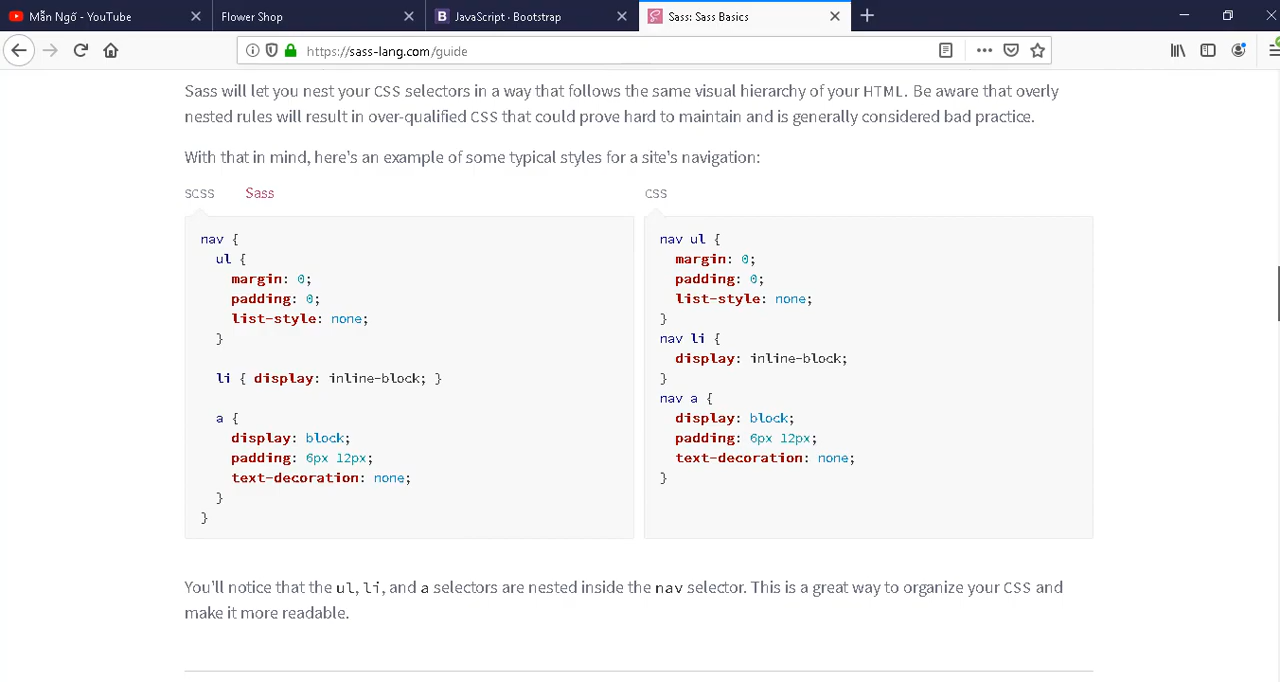 Mẫn Ngố - YouTube
Flower Shop
B JavaScript · Bootstrap
Sass: Sass Basics
https://sass-lang.com/guide
Sass will let you nest your CSS selectors in a way that follows the same visual hierarchy of your HTML. Be aware that overly
nested rules will result in over-qualified CSS that could prove hard to maintain and is generally considered bad practice.
With that in mind, here's an example of some typical styles for a site's navigation:
SCSS Sass
nav {
ul {
margin: 0;
padding: 0;
list-style: none;
}
li { display: inline-block; }
a {
display: block;
padding: 6px 12px;
text-decoration: none;
}
}
CSS
nav ul {
margin: 0;
padding: 0;
list-style: none;
}
nav li {
display: inline-block;
}
nav a {
display: block;
padding: 6px 12px;
text-decoration: none;
}
You'll notice that the ul, li, and a selectors are nested inside the nav selector. This is a great way to organize your CSS and
make it more readable.